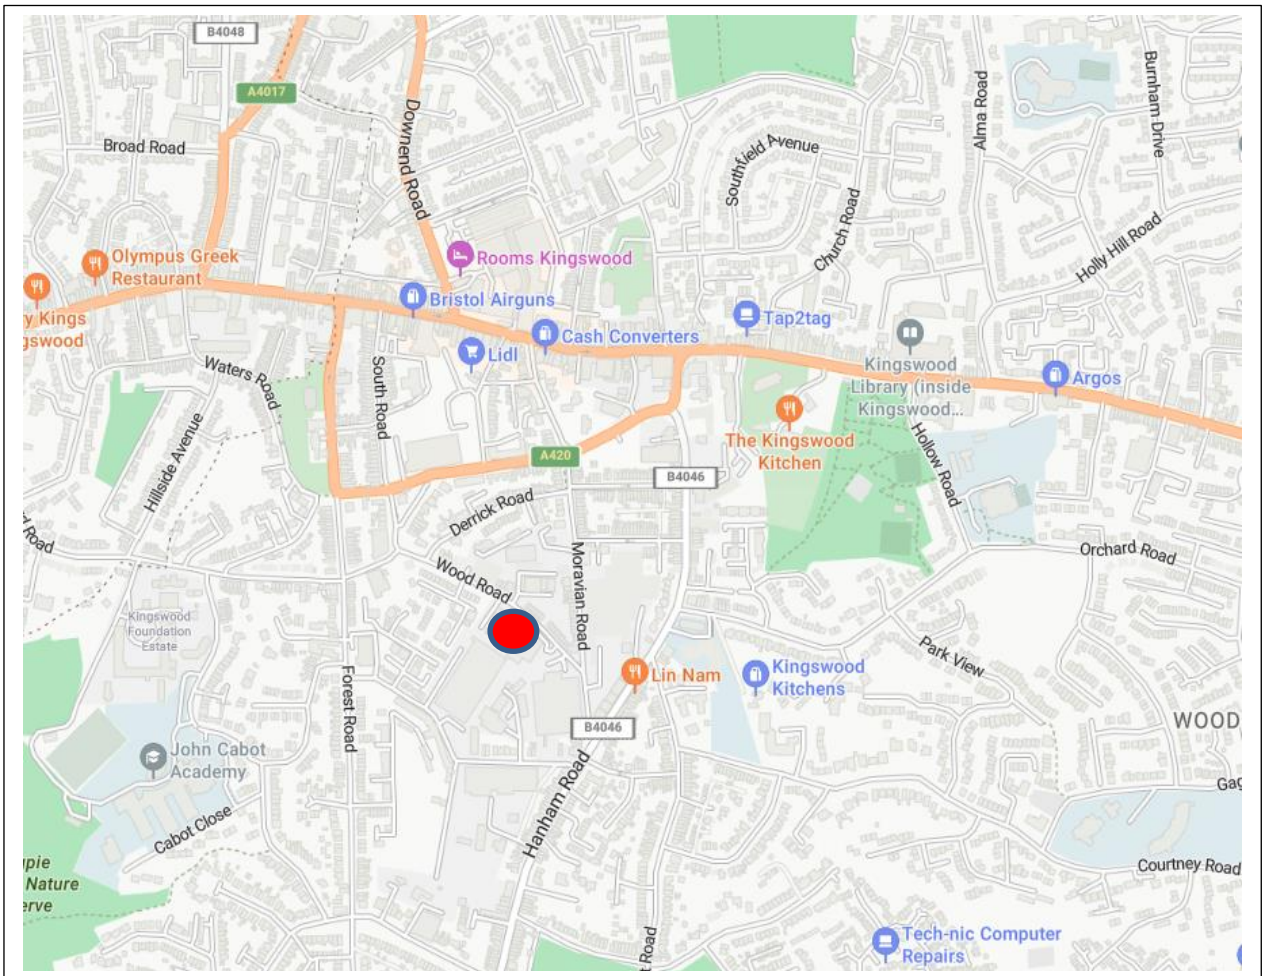 B4048
A4017
Downend Road
Broad Road
Southfield Avenue
Alma Road
Burnham Drive
Church Road
Holly Hill Road
Olympus Greek
Restaurant
Rooms Kingswood
Bristol Airguns
y Kings
gswood
Cash Converters
Tap2tag
Lidl
Kingswood
Library (inside
Kingswood...
Argos
Waters Road
South Road
Hillside Avenue
The Kingswood
Kitchen
Hollow Road
A420
B4046
Derrick Road
d Road
Orchard Road
Wood Road
Moravian Road
Kingswood
Foundation
Estate
Park View
Lin Nam
Kingswood
Kitchens
Forest Road
B4046
WOOD
John Cabot
Academy
Hanham Road
Gag
Cabot Close
pie
Nature
erve
Courtney Road
Tech-nic Computer
Repairs
t Road